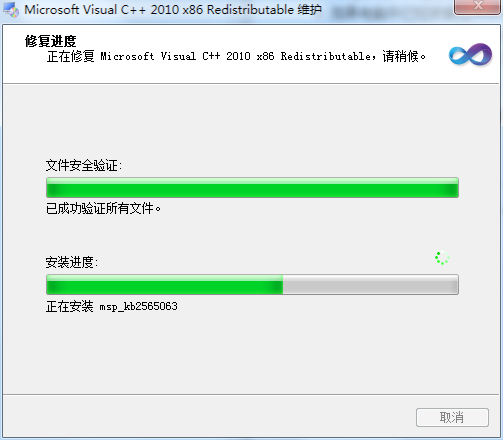 Microsoft Visual C++ 2010 x86 Redistributable 维护
修复进度
正在修复 Microsoft Visual C++ 2010 x86 Redistributable，请稍候。
文件安全验证:
已成功验证所有文件。
安装进度:
正在安装 msp_kb2565063
取消